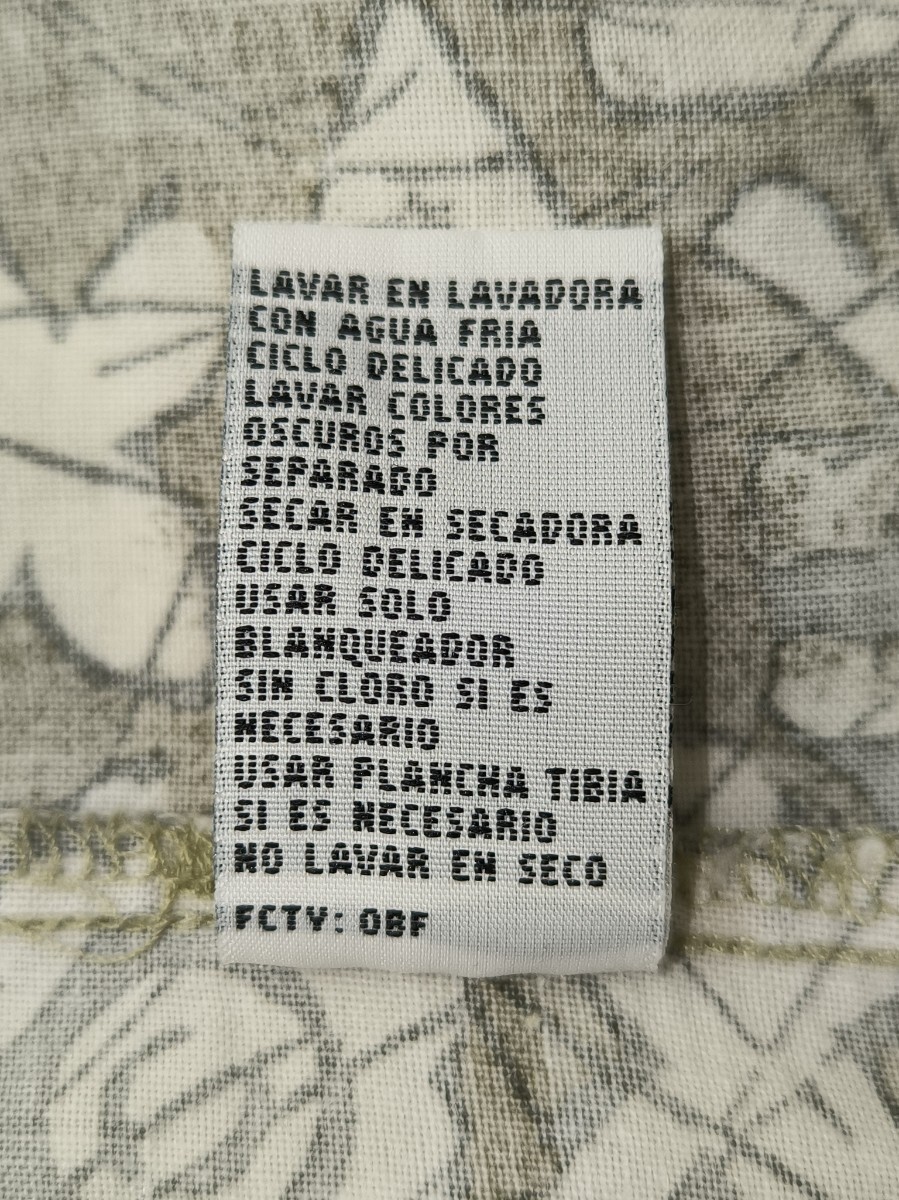 LAVAR EN LAVADORA
CON AGUA FRIA
CICLO DELICADO
LAVAR COLORES
OSCUROS POR
SEPARADO
SECAR EN SECADORA
CICLO DELICADO
USAR SOLO
BLANQUEADOR
SIN CLORO SI ES
NECESARIO
USAR PLANCHA TIBIA
SI ES NECESARIO
NO LAVAR EN SECO
FCTY: OBF